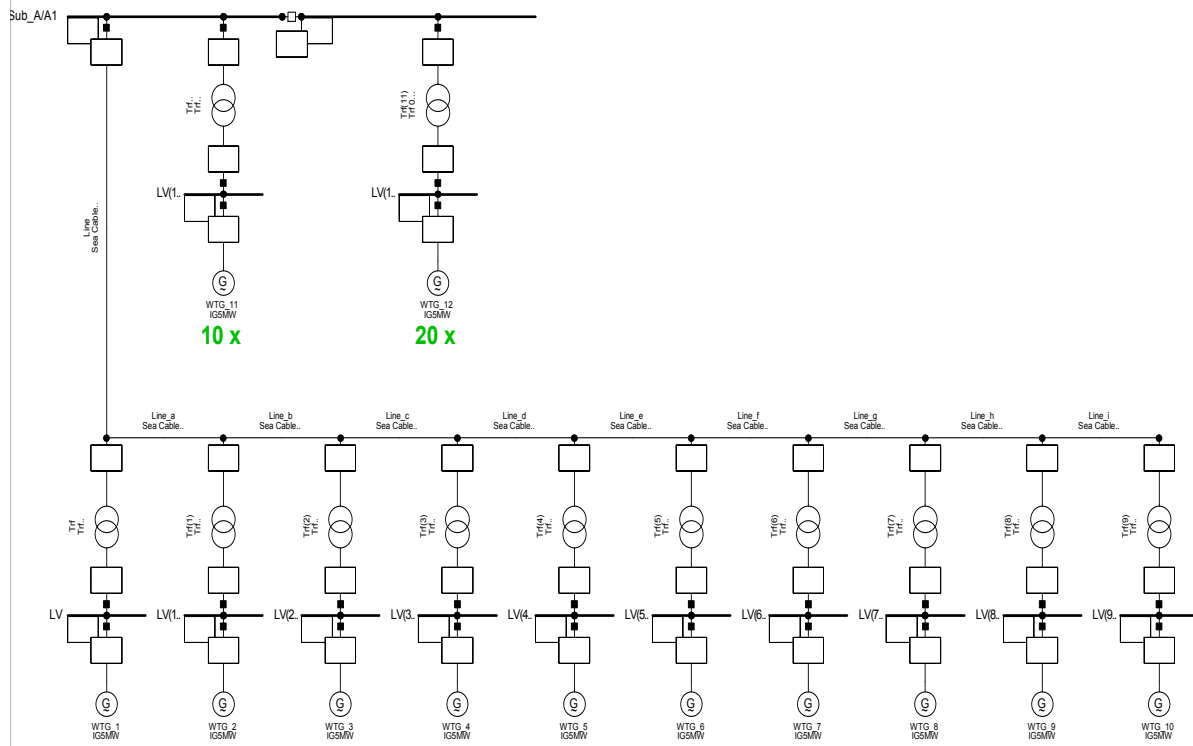 Sub_A/A1
Trf..
Trf..
Trf(11)
Trf 0...
LV(1..
LV(1..
Line
Sea Cable..
G
~
G
~
WTG_11
IG5MW
WTG_12
IG5MW
10 x
20 x
Line_a
Sea Cable..
Line_b
Sea Cable..
Line_c
Sea Cable..
Line_d
Sea Cable..
Line_e
Sea Cable..
Line_f
Sea Cable..
Line_g
Sea Cable..
Line_h
Sea Cable..
Line_i
Sea Cable..
Trf
Trf..
Trf(1)
Trf..
Trf(2)
Trf..
Trf(3)
Trf..
Trf(4)
Trf..
Trf(5)
Trf..
Trf(6)
Trf..
Trf(7)
Trf..
Trf(8)
Trf..
Trf(9)
Trf..
LV
LV(1..
LV(2..
LV(3..
LV(4..
LV(5..
LV(6..
LV(7..
LV(8..
LV(9..
G
~
G
~
G
~
G
~
G
~
G
~
G
~
G
~
G
~
G
~
WTG_1
IG5MW
WTG_2
IG5MW
WTG_3
IG5MW
WTG_4
IG5MW
WTG_5
IG5MW
WTG_6
IG5MW
WTG_7
IG5MW
WTG_8
IG5MW
WTG_9
IG5MW
WTG_10
IG5MW